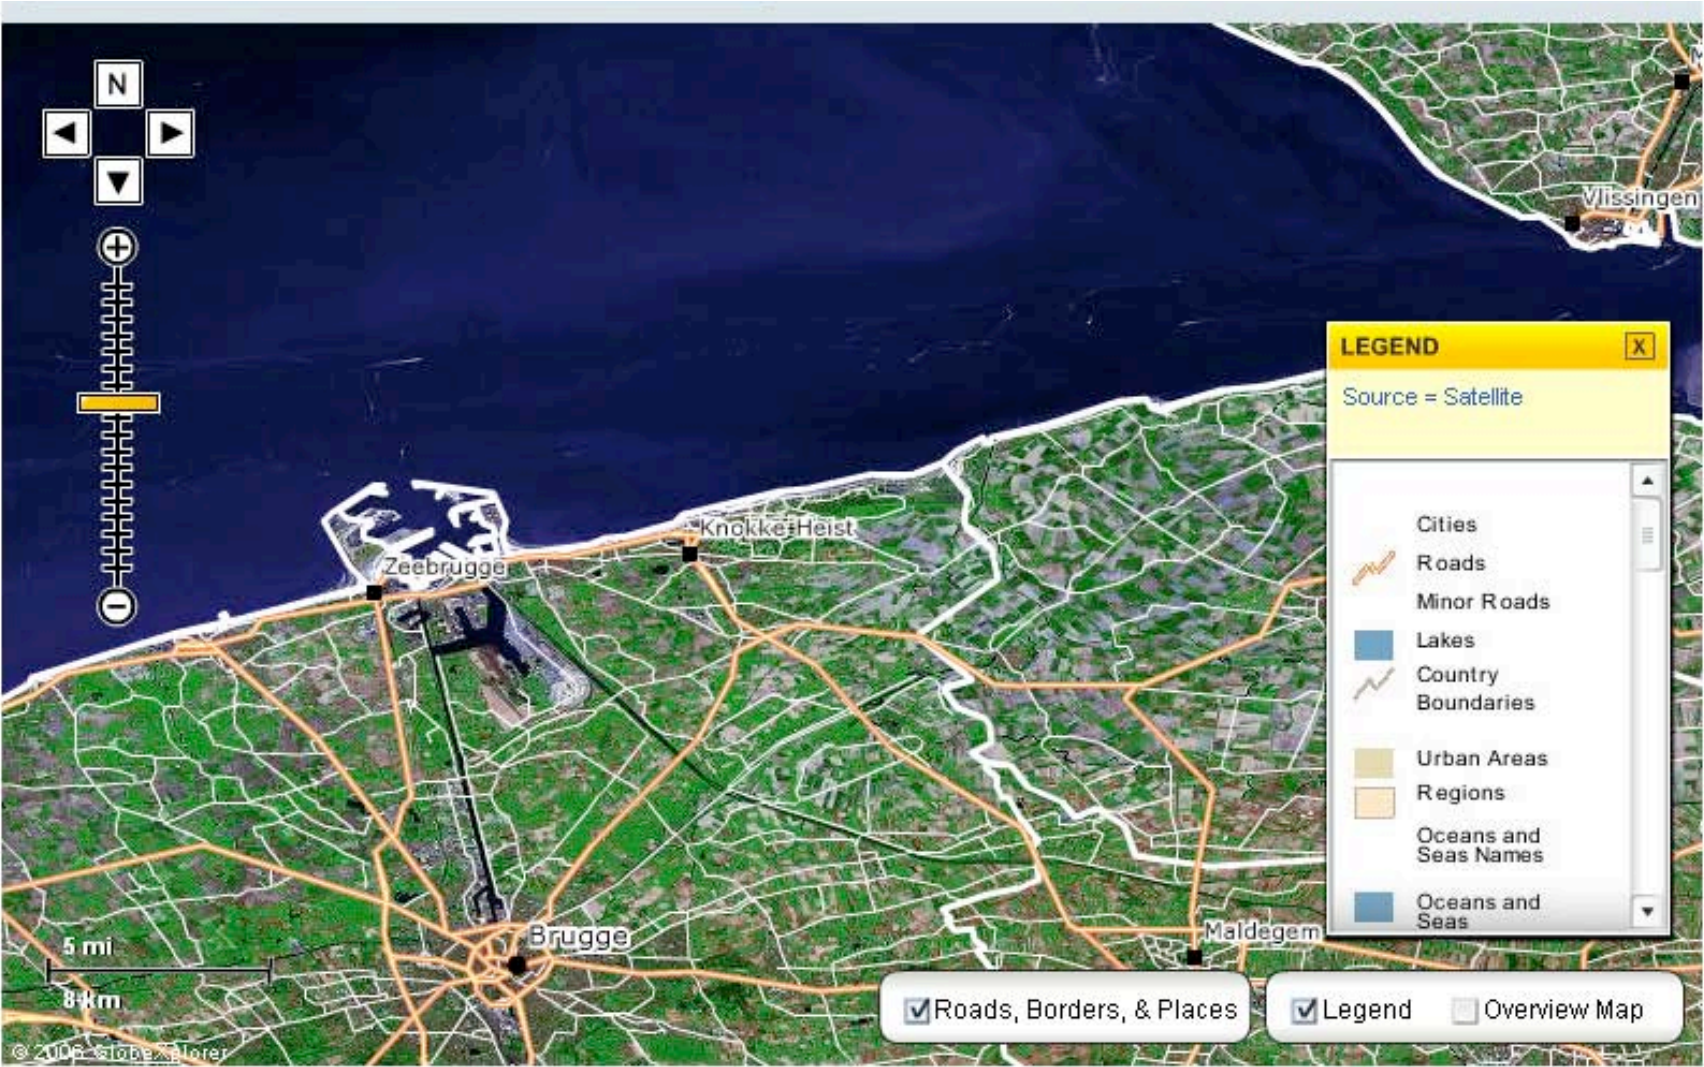 N
Vlissingen
LEGEND X
Source = Satellite
Knokke-Heist
Zeebrugge
Cities
Roads
Minor Roads
Lakes
Country
Boundaries
Urban Areas
Regions
Oceans and
Seas Names
Oceans and
Seas
Brugge
Maldegem
5 mi
8 km
Roads, Borders, & Places
Legend
Overview Map
GlobeXplorer